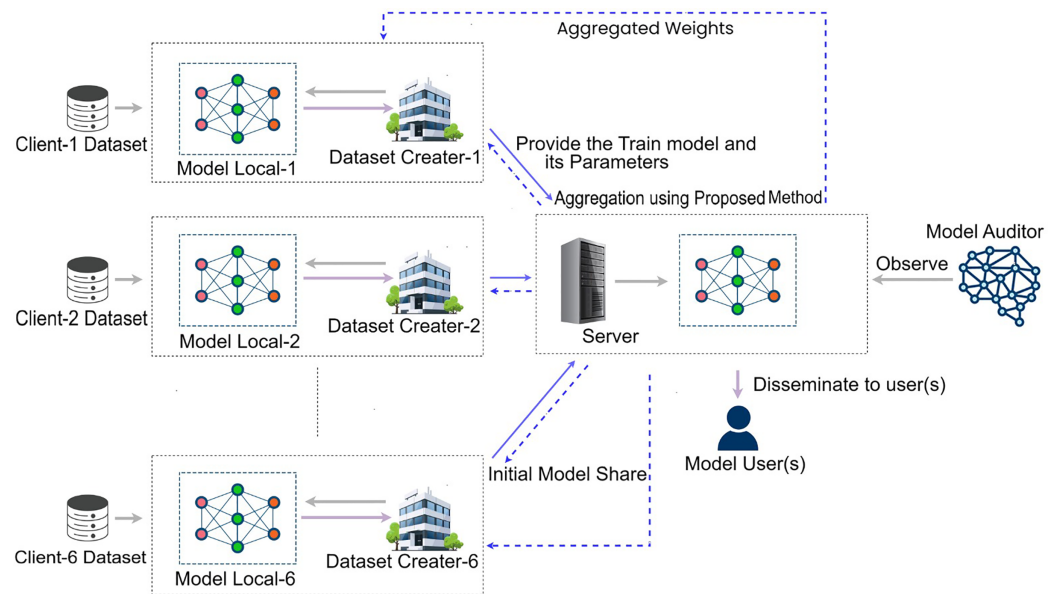 Aggregated Weights
Client-1 Dataset
Model Local-1
Dataset Creater-1
Provide the Train model and
its Parameters
Aggregation using Proposed Method
Client-2 Dataset
Model Local-2
Dataset Creater-2
Server
Observe
Model Auditor
Disseminate to user(s)
Model User(s)
Initial Model Share
Client-6 Dataset
Model Local-6
Dataset Creater-6